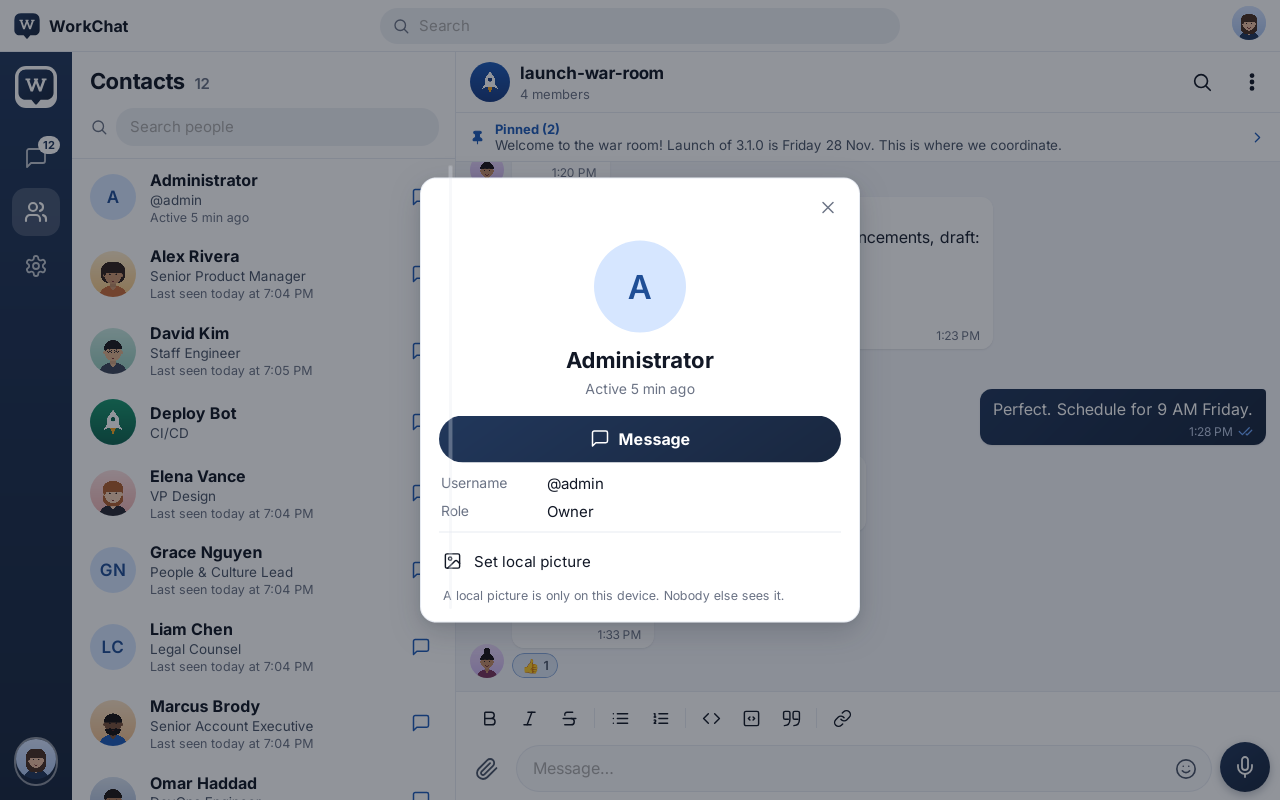 W WorkChat
Search
W
12
Contacts 12
Search people
A
Administrator
@admin
Active 5 min ago
Alex Rivera
Senior Product Manager
Last seen today at 7:04 PM
David Kim
Staff Engineer
Last seen today at 7:05 PM
Deploy Bot
CI/CD
Elena Vance
VP Design
Last seen today at 7:04 PM
GN
Grace Nguyen
People & Culture Lead
Last seen today at 7:04 PM
LC
Liam Chen
Legal Counsel
Last seen today at 7:04 PM
Marcus Brody
Senior Account Executive
Last seen today at 7:04 PM
Omar Haddad
DevOps Engineer
launch-war-room
4 members
Pinned (2)
Welcome to the war room! Launch of 3.1.0 is Friday 28 Nov. This is where we coordinate.
1:20 PM
draft:
1:23 PM
Perfect. Schedule for 9 AM Friday.
1:28 PM
1:33 PM
👍 1
Message...
A
Administrator
Active 5 min ago
Message
Username @admin
Role Owner
Set local picture
A local picture is only on this device. Nobody else sees it.